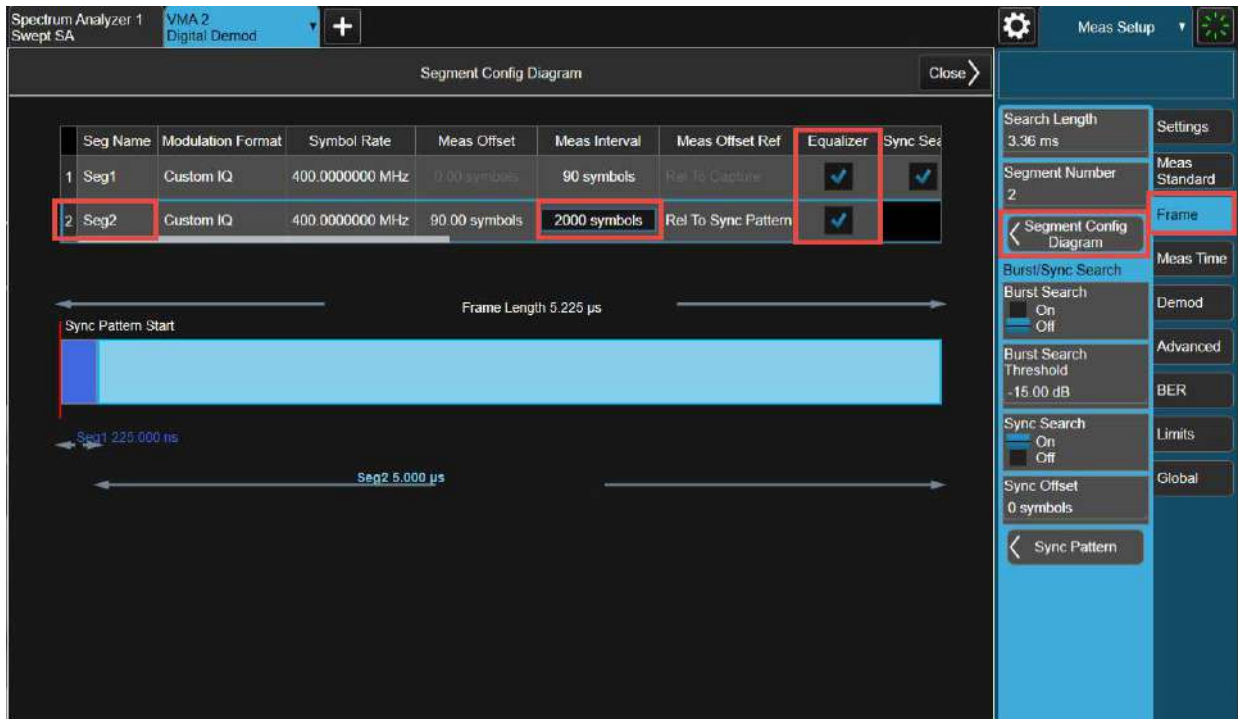 Spectrum Analyzer 1
Swept SA
VMA 2
Digital Demod
Meas Setup
Segment Config Diagram
Close
Seg Name Modulation Format Symbol Rate Meas Offset Meas Interval Meas Offset Ref Equalizer Sync Sea
1 Seg1 Custom IQ 400.0000000 MHz 0.00 symbols 90 symbols Rel To Capture
2 Seg2 Custom IQ 400.0000000 MHz 90.00 symbols 2000 symbols Rel To Sync Pattern
Frame Length 5.225 µs
Sync Pattern Start
Seg1 225.000 ns
Seg2 5.000 µs
Search Length
3.36 ms
Segment Number
2
Segment Config
Diagram
Burst/Sync Search
Burst Search
On
Off
Burst Search
Threshold
-15.00 dB
Sync Search
On
Off
Sync Offset
0 symbols
Sync Pattern
Settings
Meas
Standard
Frame
Meas Time
Demod
Advanced
BER
Limits
Global